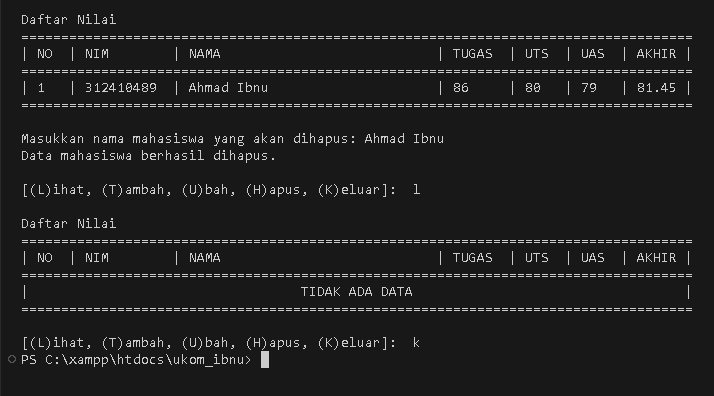 Daftar Nilai
====================================================================================
| NO  | NIM       | NAMA                           | TUGAS  | UTS  | UAS  | AKHIR |
====================================================================================
| 1   | 312410489 | Ahmad Ibnu                     | 86     | 80   | 79   | 81.45 |
====================================================================================
Masukkan nama mahasiswa yang akan dihapus: Ahmad Ibnu
Data mahasiswa berhasil dihapus.
[(L)ihat, (T)ambah, (U)bah, (H)apus, (K)eluar]:  l
Daftar Nilai
====================================================================================
| NO  | NIM       | NAMA                           | TUGAS  | UTS  | UAS  | AKHIR |
====================================================================================
|                                  TIDAK ADA DATA                                  |
====================================================================================
[(L)ihat, (T)ambah, (U)bah, (H)apus, (K)eluar]:  k
PS C:\xampp\htdocs\ukom_ibnu>